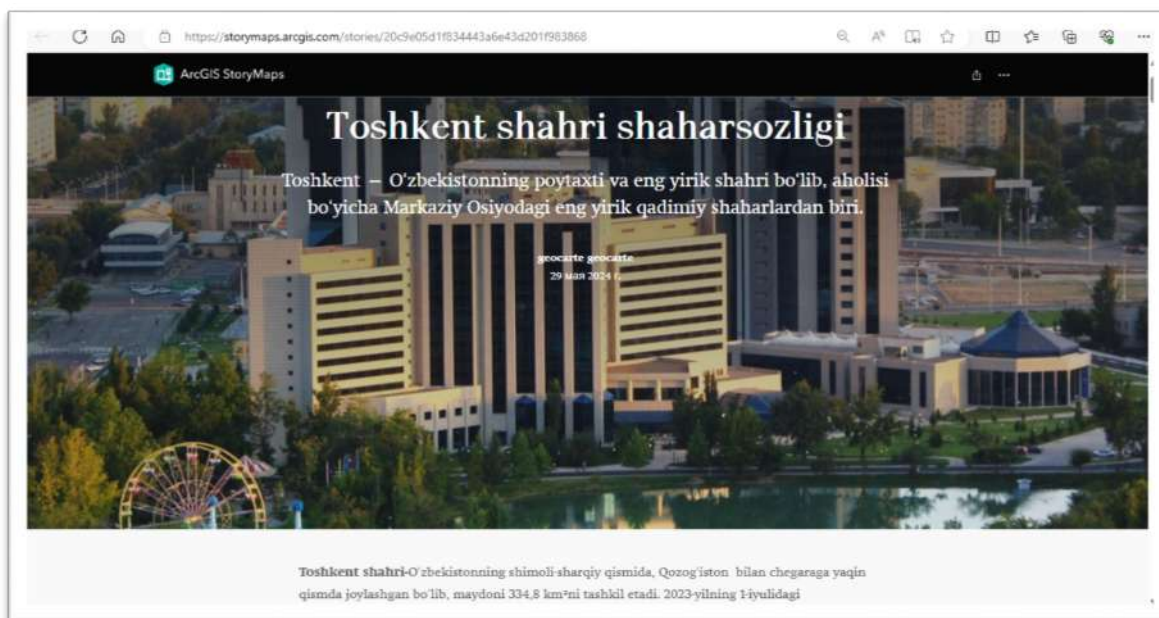 https://storymaps.arcgis.com/stories/20c9e05d1f834443a6e43d201f983868
ArcGIS StoryMaps
Toshkent shahri shaharsozligi
Toshkent – O‘zbekistonning poytaxti va eng yirik shahri bo‘lib, aholisi
bo‘yicha Markaziy Osiyodagi eng yirik qadimiy shaharlardan biri.
geocarte geocarte
29 мая 2024 г.
Toshkent shahri-O‘zbekistonning shimoli-sharqiy qismida, Qozog‘iston bilan chegaraga yaqin
qismda joylashgan bo‘lib, maydoni 334,8 km²ni tashkil etadi. 2023-yilning 1-iyulidagi